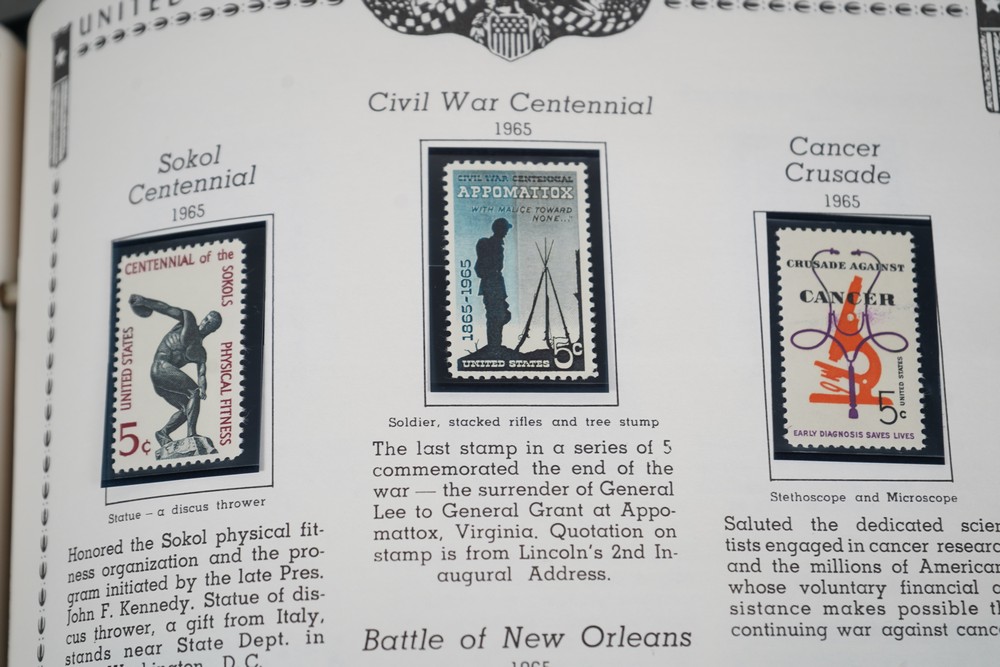 UNITED
Sokol
Centennial
1965
CENTENNIAL of the
SOKOLS
PHYSICAL FITNESS
UNITED STATES
5¢
Statue — a discus thrower
Honored the Sokol physical fit-
ness organization and the pro-
gram initiated by the late Pres.
John F. Kennedy. Statue of dis-
cus thrower, a gift from Italy,
stands near State Dept. in
Washington, D. C.
Civil War Centennial
1965
CIVIL WAR CENTENNIAL
APPOMATTOX
WITH MALICE TOWARD
NONE...
1865-1965
UNITED STATES
5c
Soldier, stacked rifles and tree stump
The last stamp in a series of 5
commemorated the end of the
war — the surrender of General
Lee to General Grant at Appo-
mattox, Virginia. Quotation on
stamp is from Lincoln's 2nd In-
augural Address.
Battle of New Orleans
1965
Cancer
Crusade
1965
CRUSADE AGAINST
CANCER
5c
UNITED STATES
EARLY DIAGNOSIS SAVES LIVES
Stethoscope and Microscope
Saluted the dedicated scien
tists engaged in cancer researc
and the millions of American
whose voluntary financial a
sistance makes possible th
continuing war against canc